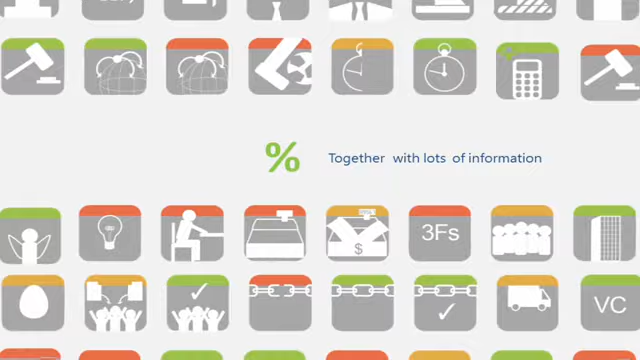 % Together with lots of information
$
3Fs
VC